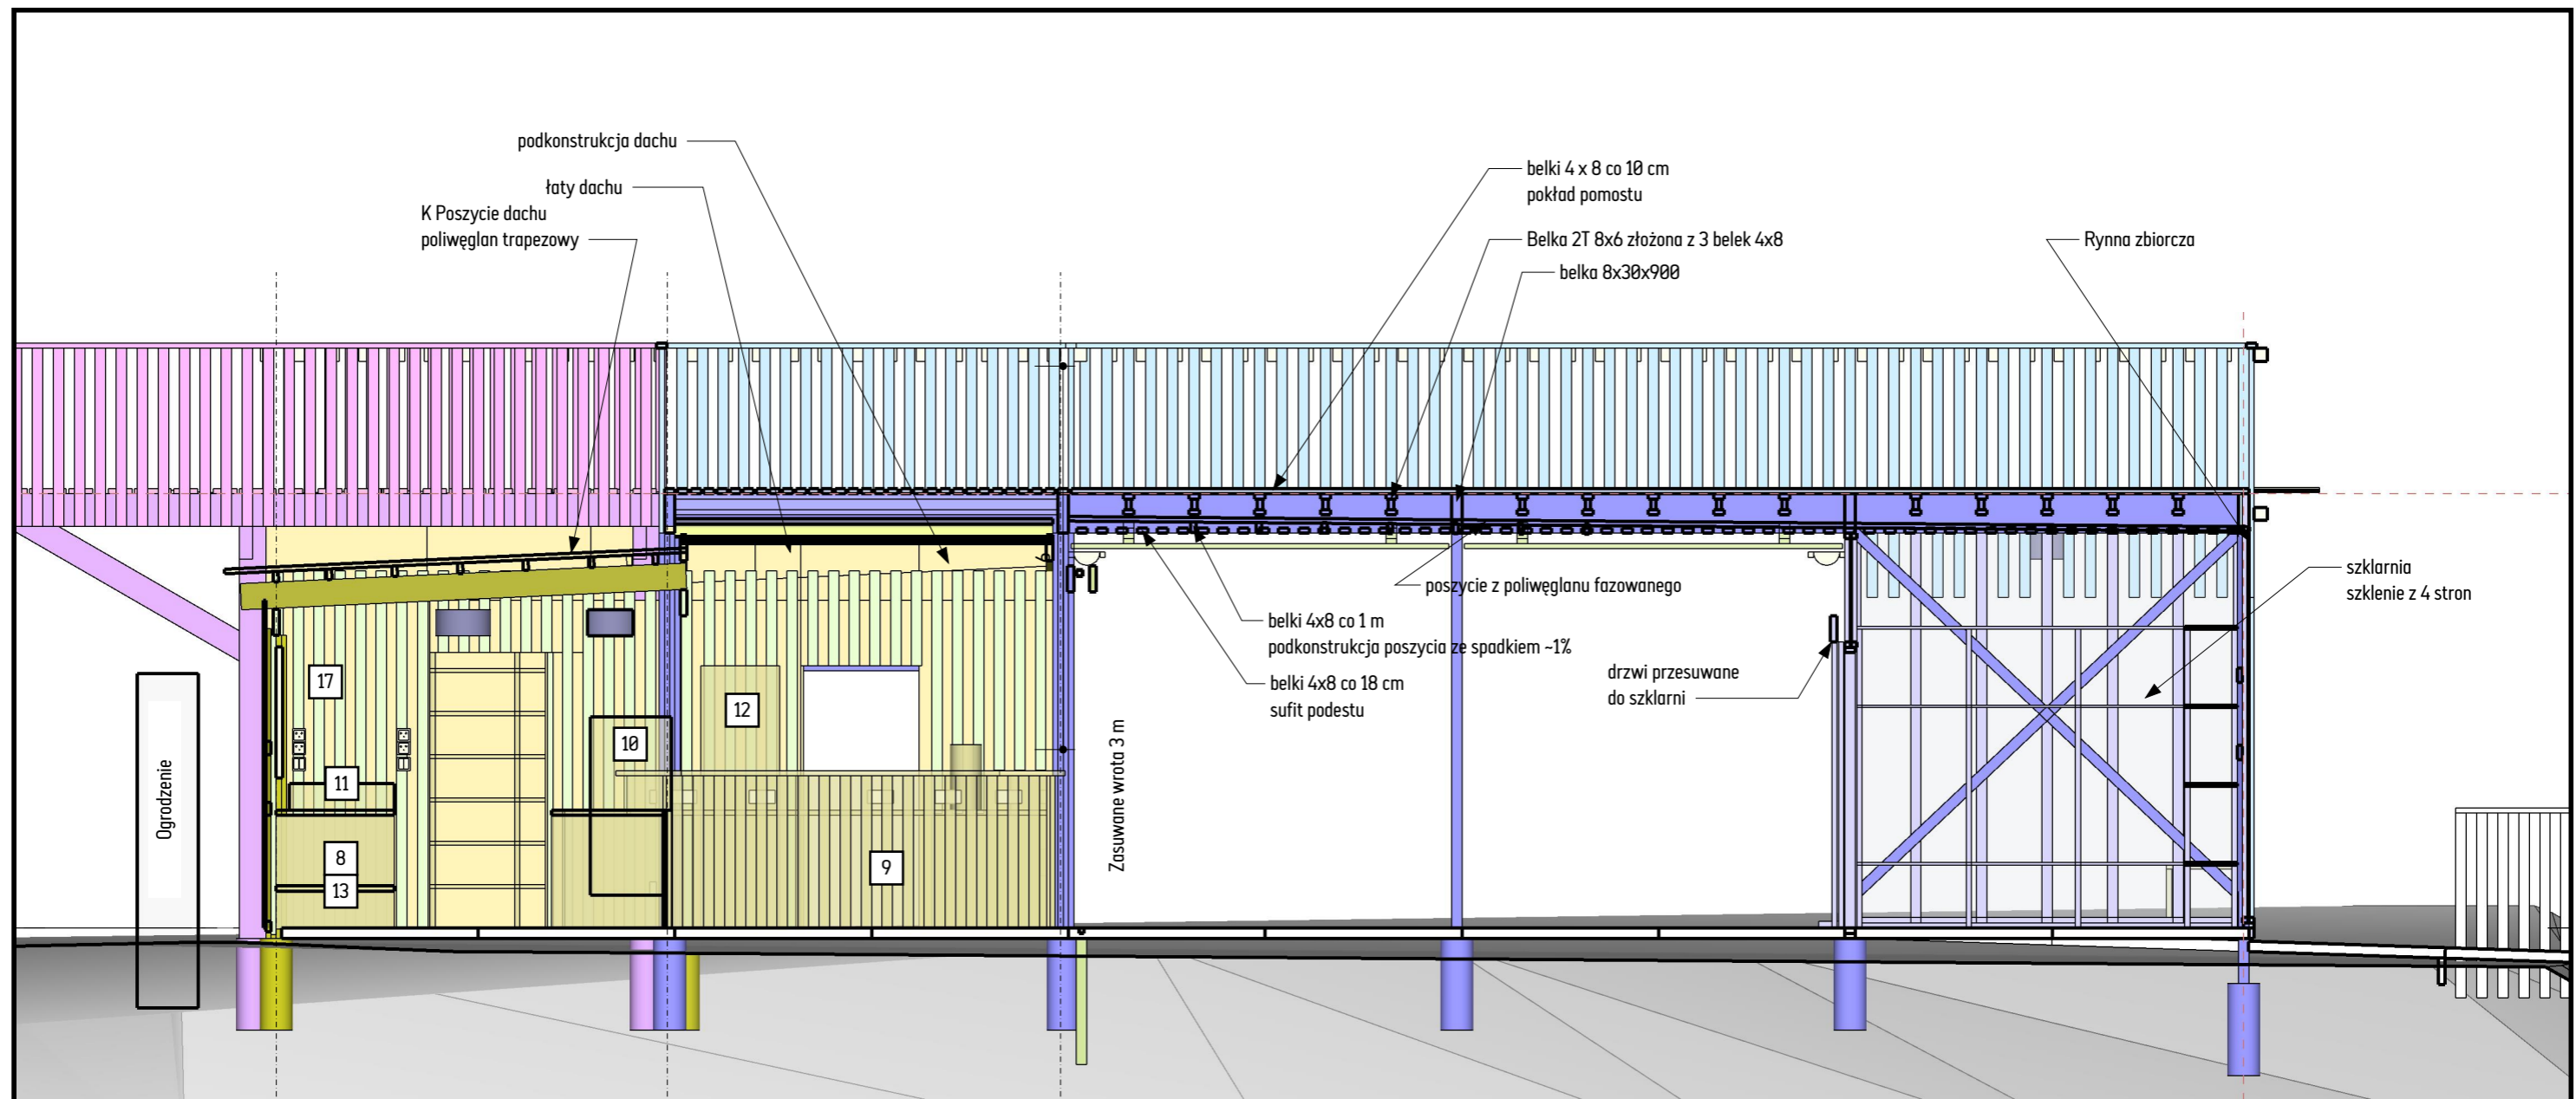 podkonstrukcja dachu
łaty dachu
K Poszycie dachu
poliwęglan trapezowy
belki 4 x 8 co 10 cm
pokład pomostu
Belka 2T 8x6 złożona z 3 belek 4x8
belka 8x30x900
Rynna zbiorcza
poszycie z poliwęglanu fazowanego
belki 4x8 co 1 m
podkonstrukcja poszycia ze spadkiem ~1%
belki 4x8 co 18 cm
sufit podestu
drzwi przesuwane
do szklarni
szklarnia
szklenie z 4 stron
Zasuwane wrota 3 m
Ogrodzenie
17
12
10
11
8
13
9